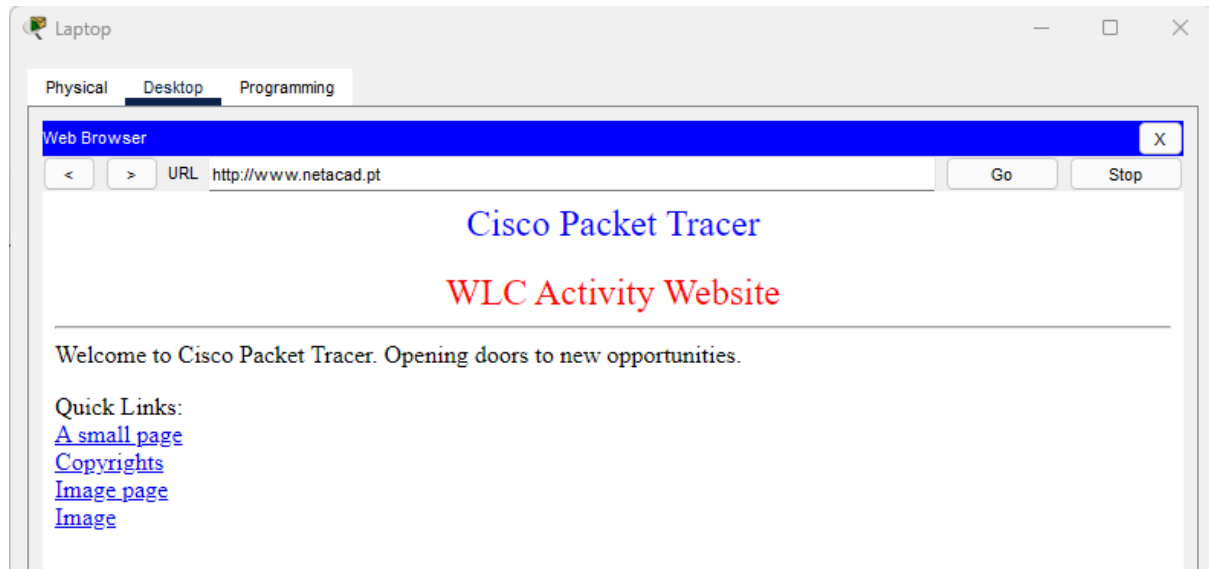 Laptop
Physical Desktop Programming
Web Browser X
< > URL http://www.netacad.pt Go Stop
Cisco Packet Tracer
WLC Activity Website
Welcome to Cisco Packet Tracer. Opening doors to new opportunities.
Quick Links:
A small page
Copyrights
Image page
Image